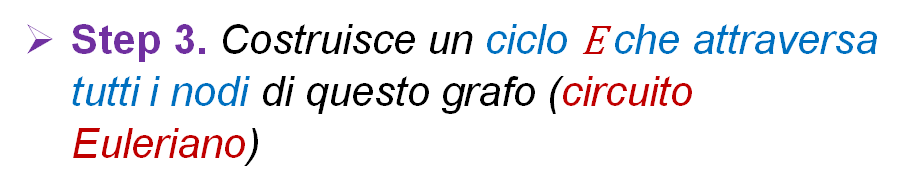 ➢ Step 3. Costruisce un ciclo E che attraversa
tutti i nodi di questo grafo (circuito
Euleriano)